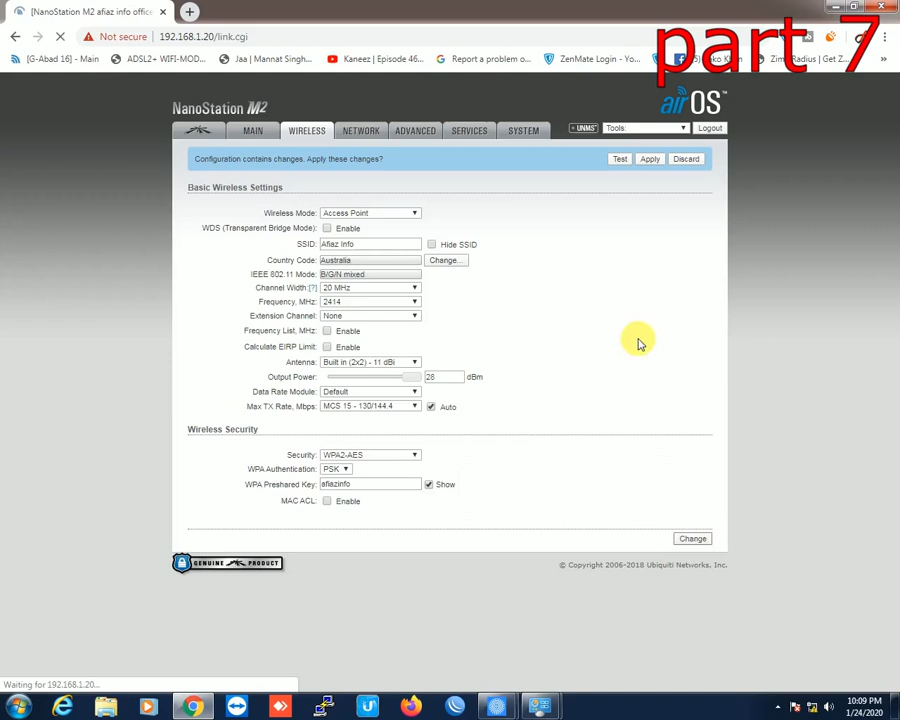 [NanoStation M2 afiaz info office
Not secure 192.168.1.20/link.cgi
part 7
[G-Abad 16] - Main
ADSL2+ WIFI-MOD...
Jaa | Mannat Singh...
Kaneez | Episode 46...
Report a problem o...
ZenMate Login - Yo...
NanoStation M2
airOS™
MAIN WIRELESS NETWORK ADVANCED SERVICES SYSTEM UNMS Tools: Logout
Configuration contains changes. Apply these changes? Test Apply Discard
Basic Wireless Settings
Wireless Mode: Access Point
WDS (Transparent Bridge Mode): Enable
SSID: Afiaz Info Hide SSID
Country Code: Australia Change...
IEEE 802.11 Mode: B/G/N mixed
Channel Width:[?] 20 MHz
Frequency, MHz: 2414
Extension Channel: None
Frequency List, MHz: Enable
Calculate EIRP Limit: Enable
Antenna: Built in (2x2) - 11 dBi
Output Power: 28 dBm
Data Rate Module: Default
Max TX Rate, Mbps: MCS 15 - 130/144.4 Auto
Wireless Security
Security: WPA2-AES
WPA Authentication: PSK
WPA Preshared Key: afiazinfo Show
MAC ACL: Enable
Change
GENUINE PRODUCT
© Copyright 2006-2018 Ubiquiti Networks, Inc.
Waiting for 192.168.1.20...
10:09 PM
1/24/2020